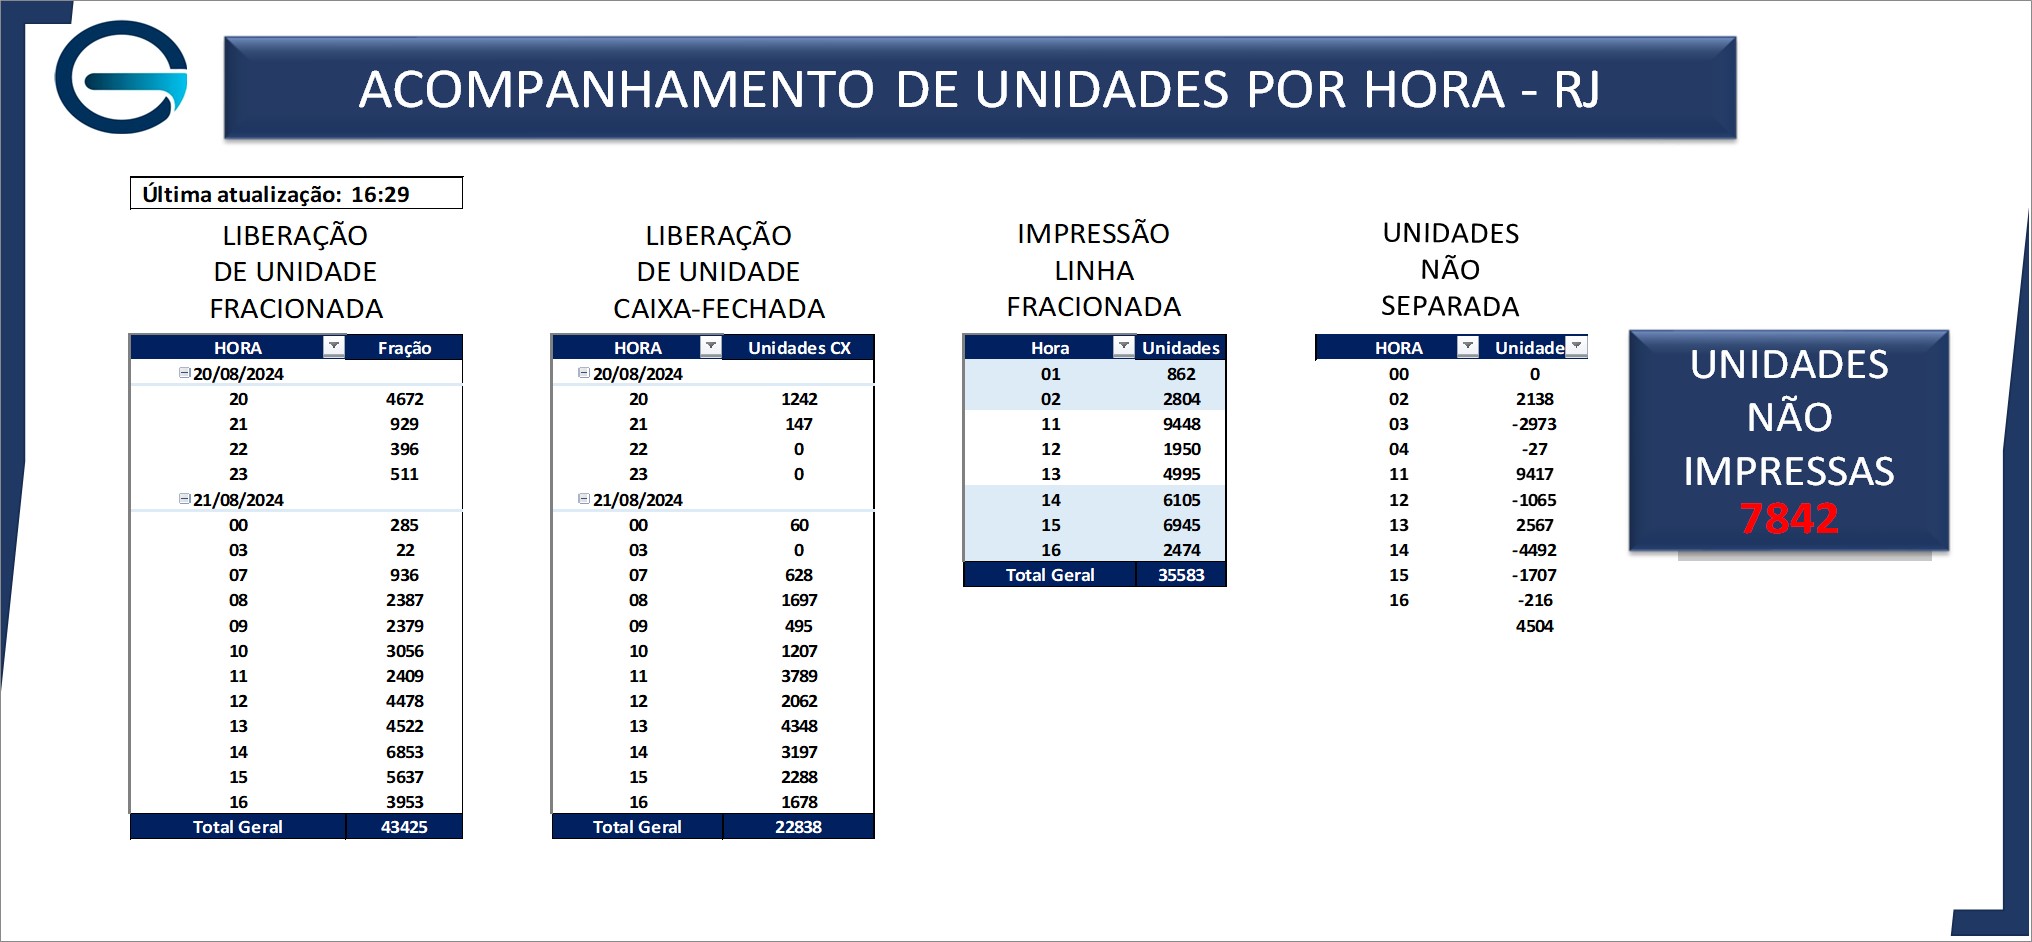 ACOMPANHAMENTO DE UNIDADES POR HORA - RJ
Última atualização: 16:29
LIBERAÇÃO
DE UNIDADE
FRACIONADA
HORA Fração
20/08/2024
20 4672
21 929
22 396
23 511
21/08/2024
00 285
03 22
07 936
08 2387
09 2379
10 3056
11 2409
12 4478
13 4522
14 6853
15 5637
16 3953
Total Geral 43425
LIBERAÇÃO
DE UNIDADE
CAIXA-FECHADA
HORA Unidades CX
20/08/2024
20 1242
21 147
22 0
23 0
21/08/2024
00 60
03 0
07 628
08 1697
09 495
10 1207
11 3789
12 2062
13 4348
14 3197
15 2288
16 1678
Total Geral 22838
IMPRESSÃO
LINHA
FRACIONADA
Hora Unidades
01 862
02 2804
11 9448
12 1950
13 4995
14 6105
15 6945
16 2474
Total Geral 35583
UNIDADES
NÃO
SEPARADA
HORA Unidade
00 0
02 2138
03 -2973
04 -27
11 9417
12 -1065
13 2567
14 -4492
15 -1707
16 -216
4504
UNIDADES
NÃO
IMPRESSAS
7842